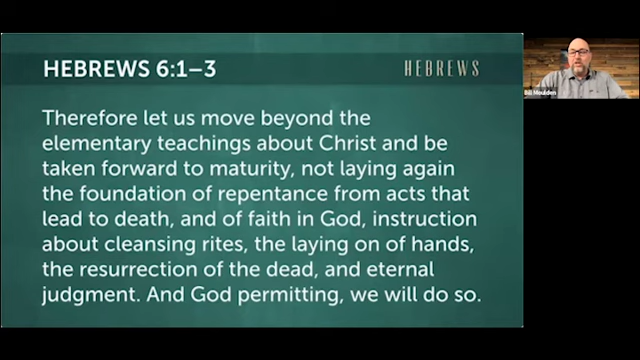 HEBREWS 6:1–3
HEBREWS
Therefore let us move beyond the
elementary teachings about Christ and be
taken forward to maturity, not laying again
the foundation of repentance from acts that
lead to death, and of faith in God, instruction
about cleansing rites, the laying on of hands,
the resurrection of the dead, and eternal
judgment. And God permitting, we will do so.
Bill Moulden